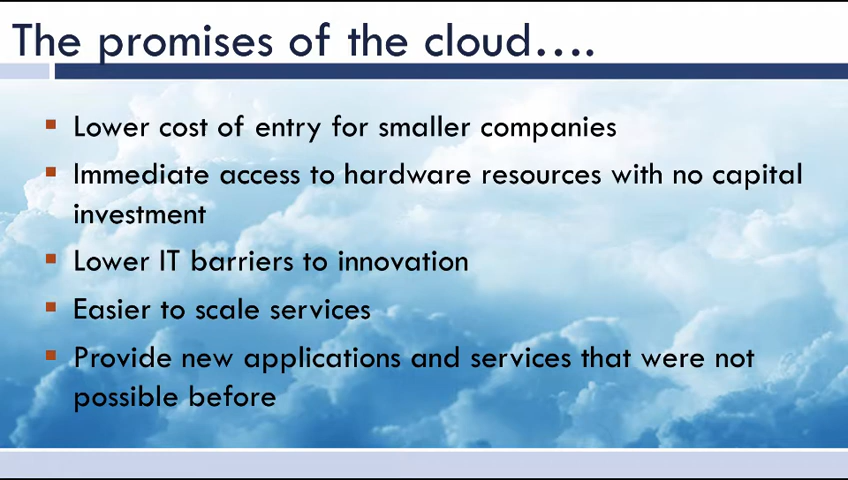 The promises of the cloud....
Lower cost of entry for smaller companies
Immediate access to hardware resources with no capital
investment
Lower IT barriers to innovation
Easier to scale services
Provide new applications and services that were not
possible before